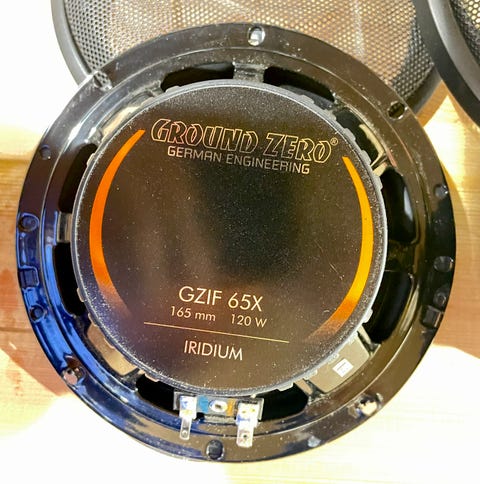 GROUND ZERO®
GERMAN ENGINEERING
GZIF 65X
165 mm 120 W
IRIDIUM